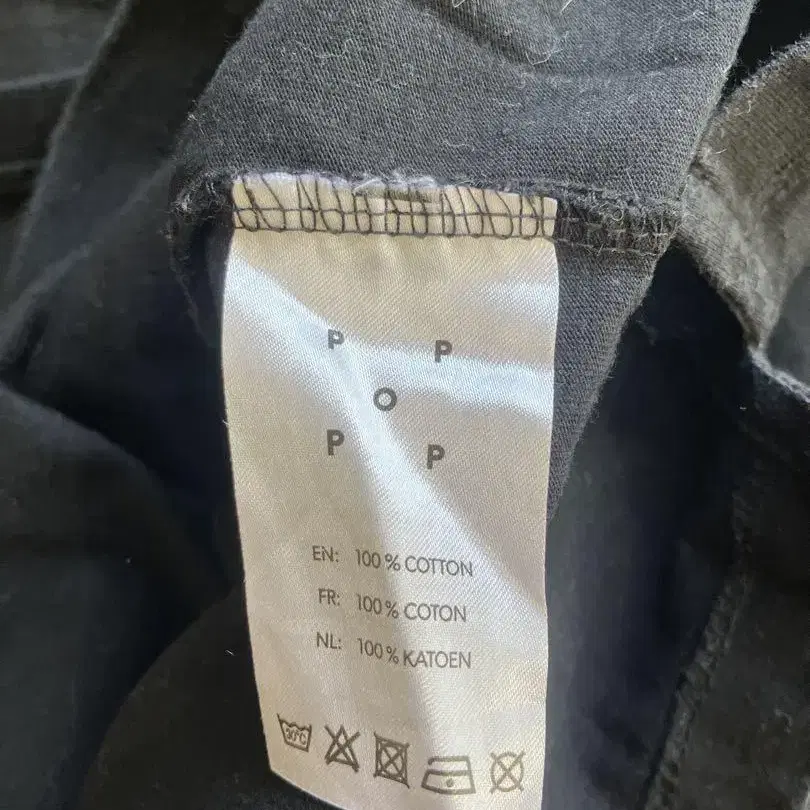 P P
O
P P
EN: 100 % COTTON
FR: 100 % COTON
NL: 100 % KATOEN
30°C